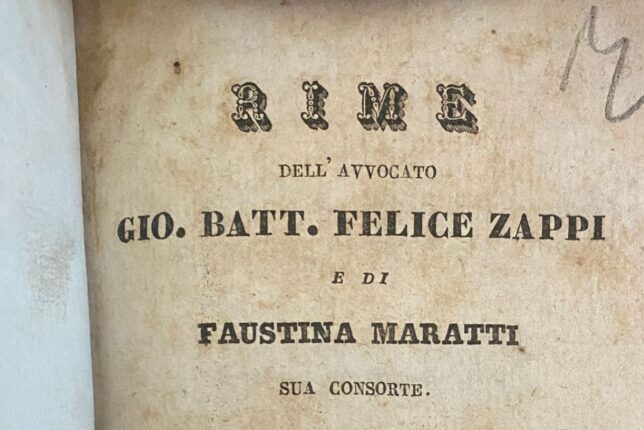 RIME
DELL' AVVOCATO
GIO. BATT. FELICE ZAPPI
E DI
FAUSTINA MARATTI
SUA CONSORTE.